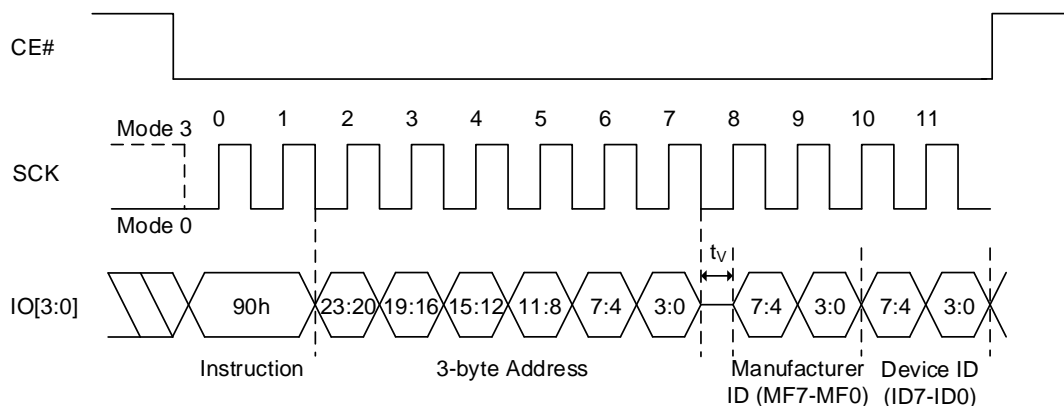 CE#
0 1 2 3 4 5 6 7 8 9 10 11
Mode 3
SCK
Mode 0
tV
IO[3:0] 90h 23:20 19:16 15:12 11:8 7:4 3:0 7:4 3:0 7:4 3:0
Instruction 3-byte Address Manufacturer Device ID
ID (MF7-MF0) (ID7-ID0)